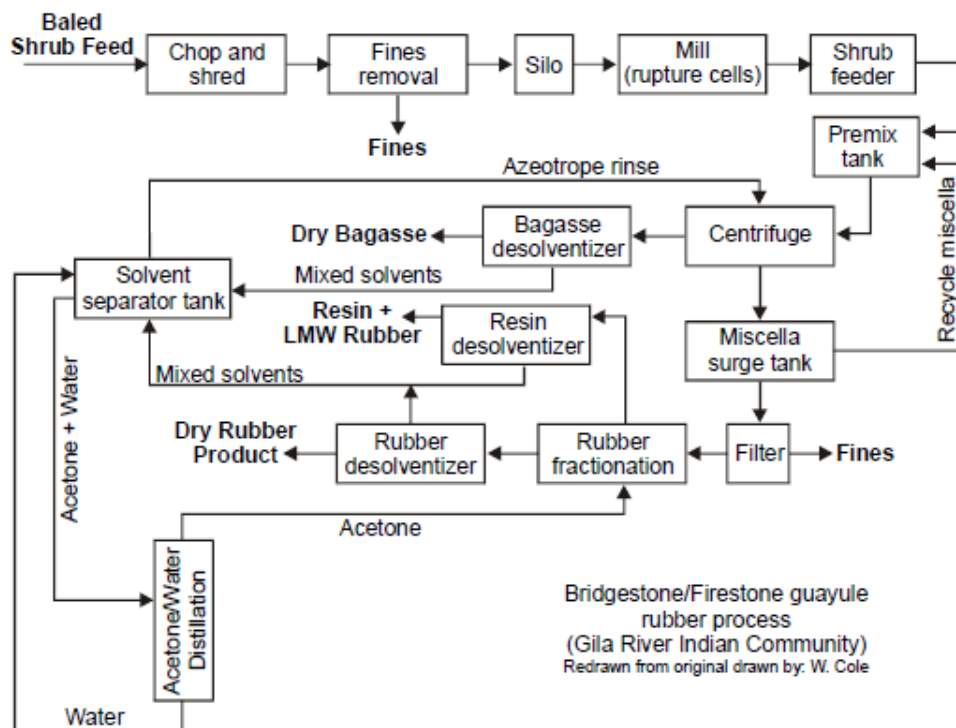 Baled
Shrub Feed
Chop and
shred
Fines
removal
Silo
Mill
(rupture cells)
Shrub
feeder
Fines
Premix
tank
Azeotrope rinse
Recycle miscella
Dry Bagasse
Bagasse
desolventizer
Centrifuge
Solvent
separator tank
Mixed solvents
Resin +
LMW Rubber
Resin
desolventizer
Miscella
surge tank
Mixed solvents
Acetone + Water
Dry Rubber
Product
Rubber
desolventizer
Rubber
fractionation
Filter
Fines
Acetone
Acetone/Water
Distillation
Bridgestone/Firestone guayule
rubber process
(Gila River Indian Community)
Redrawn from original drawn by: W. Cole
Water